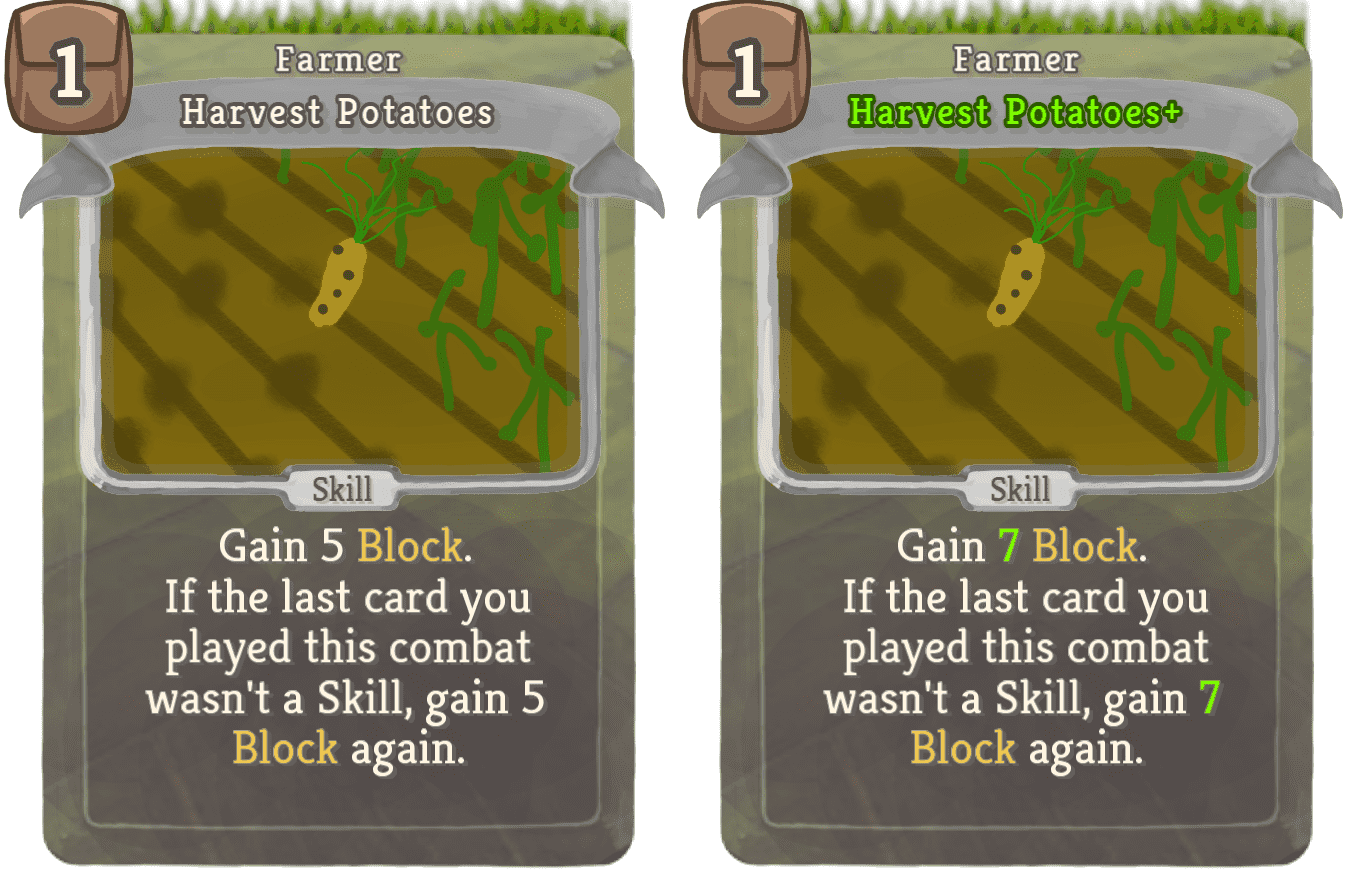 1
Farmer
Harvest Potatoes
Skill
Gain 5 Block.
If the last card you
played this combat
wasn't a Skill, gain 5
Block again.
1
Farmer
Harvest Potatoes+
Skill
Gain 7 Block.
If the last card you
played this combat
wasn't a Skill, gain 7
Block again.